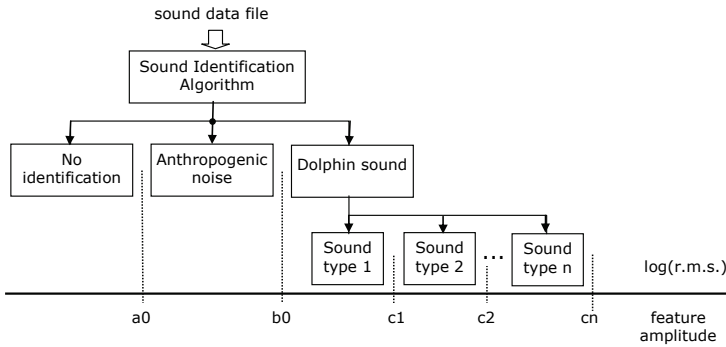 sound data file
Sound Identification
Algorithm
No
identification
Anthropogenic
noise
Dolphin sound
Sound
type 1
Sound
type 2
...
Sound
type n
log(r.m.s.)
a0
b0
c1
c2
cn
feature
amplitude